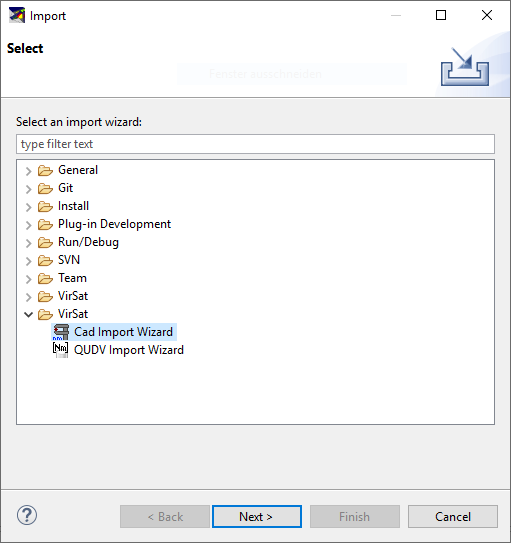 Import
Select
Fenster ausschneiden
Select an import wizard:
type filter text
General
Git
Install
Plug-in Development
Run/Debug
SVN
Team
VirSat
VirSat
Cad Import Wizard
QUDV Import Wizard
< Back
Next >
Finish
Cancel